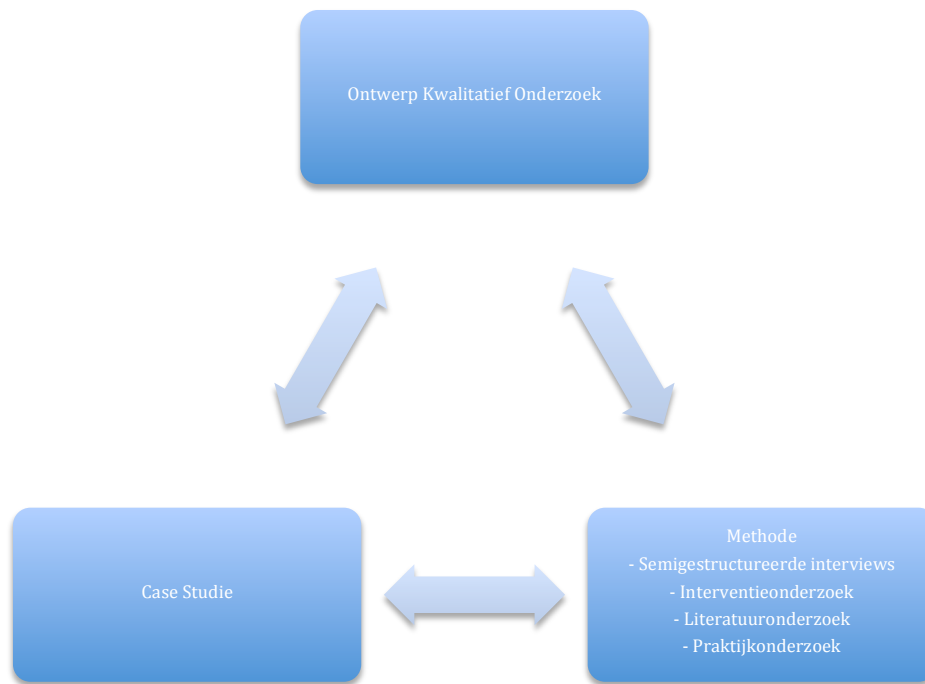 Ontwerp Kwalitatief Onderzoek
Case Studie
Methode
- Semigestructureerde interviews
- Interventieonderzoek
- Literatuuronderzoek
- Praktijkonderzoek